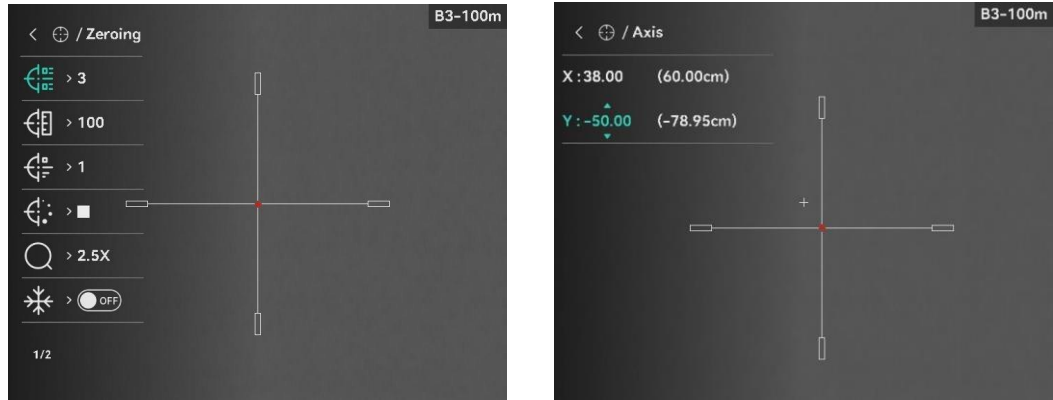 B3-100m
< / Zeroing
> 3
> 100
> 1
>
> 2.5X
> OFF
1/2
B3-100m
< / Axis
X : 38.00 (60.00cm)
Y : -50.00 (-78.95cm)